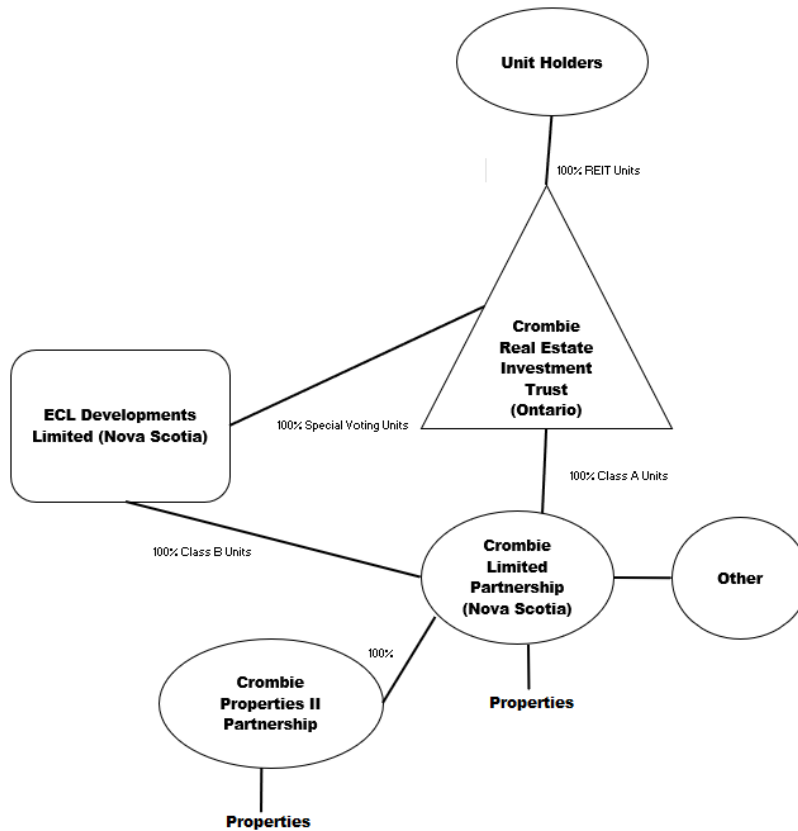 Unit Holders
100% REIT Units
Crombie
Real Estate
Investment
Trust
(Ontario)
ECL Developments
Limited (Nova Scotia)
100% Special Voting Units
100% Class A Units
100% Class B Units
Crombie
Limited
Partnership
(Nova Scotia)
Other
100%
Crombie
Properties II
Partnership
Properties
Properties